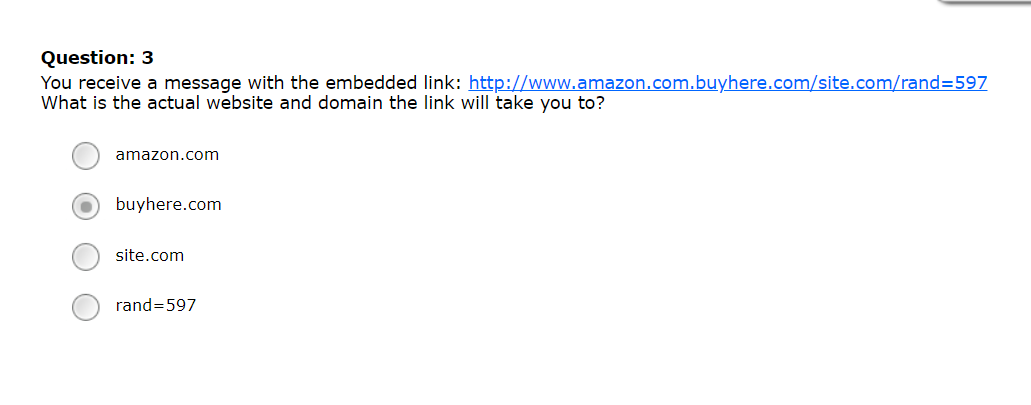 Question: 3
You receive a message with the embedded link: http://www.amazon.com.buyhere.com/site.com/rand=597
What is the actual website and domain the link will take you to?
amazon.com
buyhere.com
site.com
rand=597